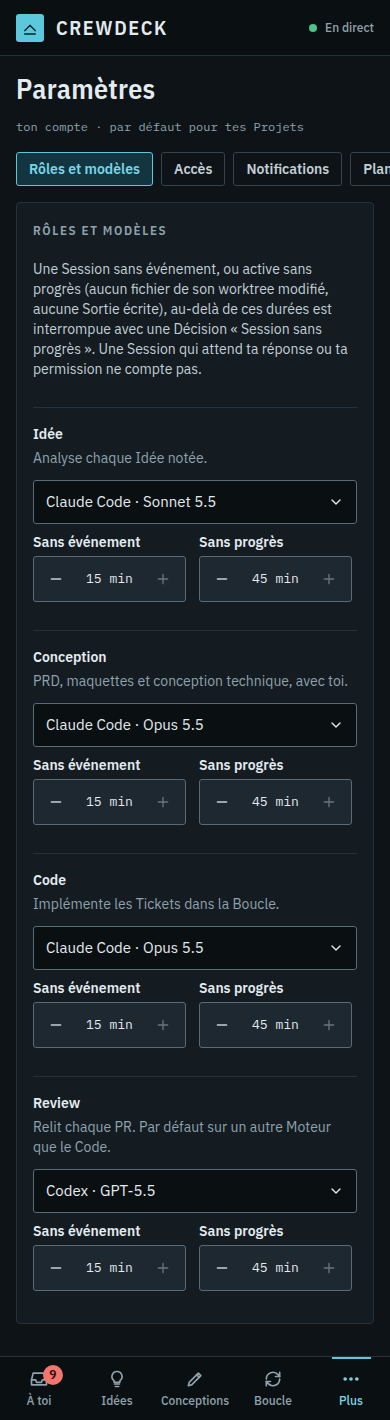 CREWDECK
En direct
Paramètres
ton compte · par défaut pour tes Projets
Rôles et modèles Accès Notifications Plan
RÔLES ET MODÈLES
Une Session sans événement, ou active sans
progrès (aucun fichier de son worktree modifié,
aucune Sortie écrite), au-delà de ces durées est
interrompue avec une Décision « Session sans
progrès ». Une Session qui attend ta réponse ou ta
permission ne compte pas.
Idée
Analyse chaque Idée notée.
Claude Code · Sonnet 5.5
Sans événement Sans progrès
− 15 min + − 45 min +
Conception
PRD, maquettes et conception technique, avec toi.
Claude Code · Opus 5.5
Sans événement Sans progrès
− 15 min + − 45 min +
Code
Implémente les Tickets dans la Boucle.
Claude Code · Opus 5.5
Sans événement Sans progrès
− 15 min + − 45 min +
Review
Relit chaque PR. Par défaut sur un autre Moteur
que le Code.
Codex · GPT-5.5
Sans événement Sans progrès
− 15 min + − 45 min +
9
À toi Idées Conceptions Boucle Plus